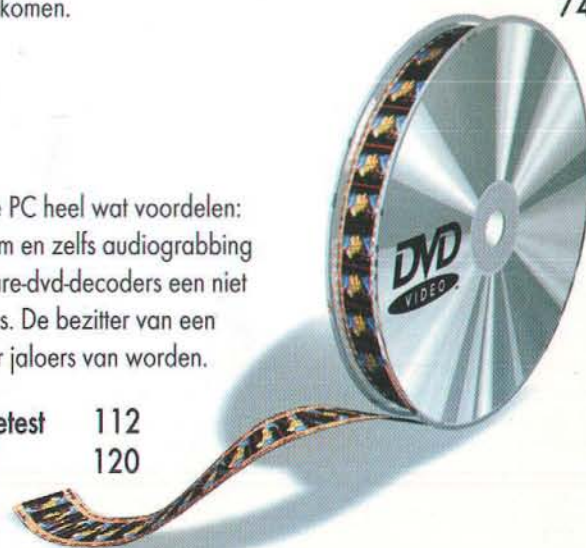 komen.
PC heel wat voordelen:
m en zelfs audiograbbing
are-dvd-decoders een niet
s. De bezitter van een
r jaloers van worden.
etest 112
120
DVD
VIDEO